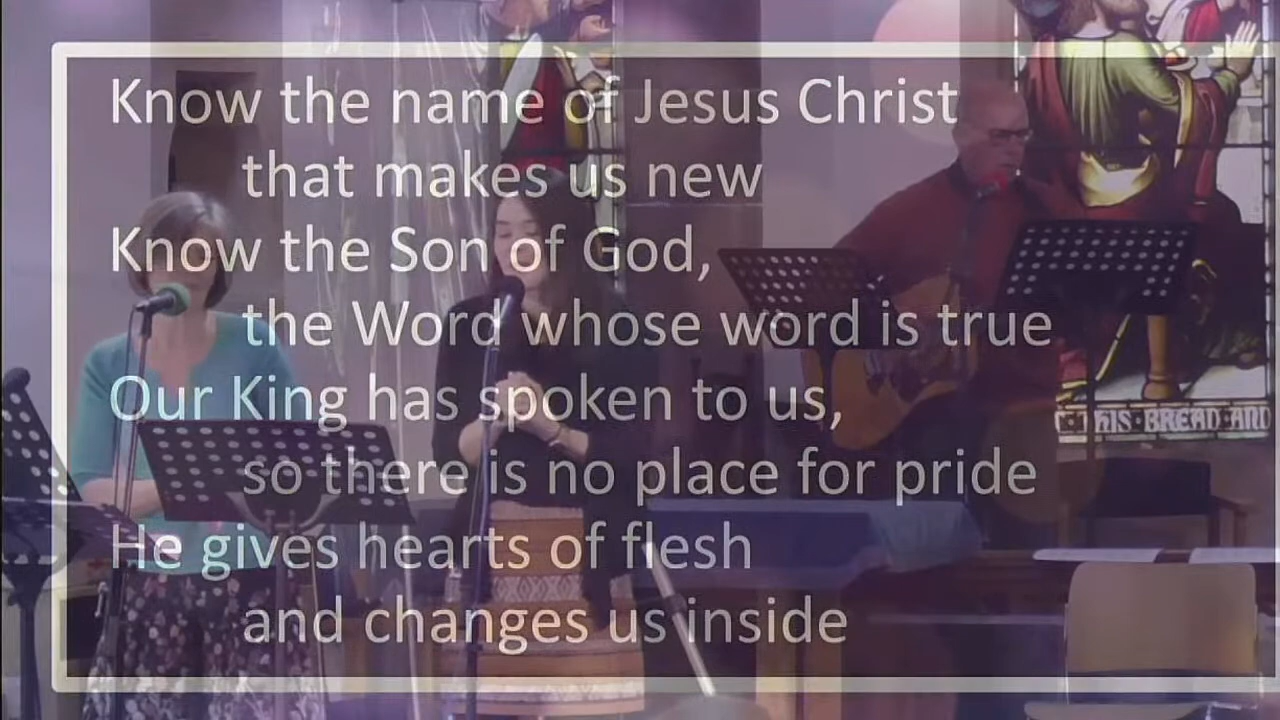 Know the name of Jesus Christ
that makes us new
Know the Son of God,
the Word whose word is true
Our King has spoken to us,
so there is no place for pride
He gives hearts of flesh
and changes us inside
HIS·BREAD·AND